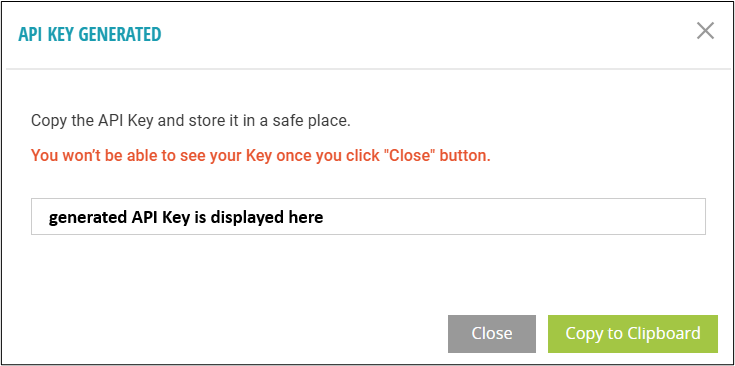 API KEY GENERATED
Copy the API Key and store it in a safe place.
You won’t be able to see your Key once you click "Close" button.
generated API Key is displayed here
Close
Copy to Clipboard